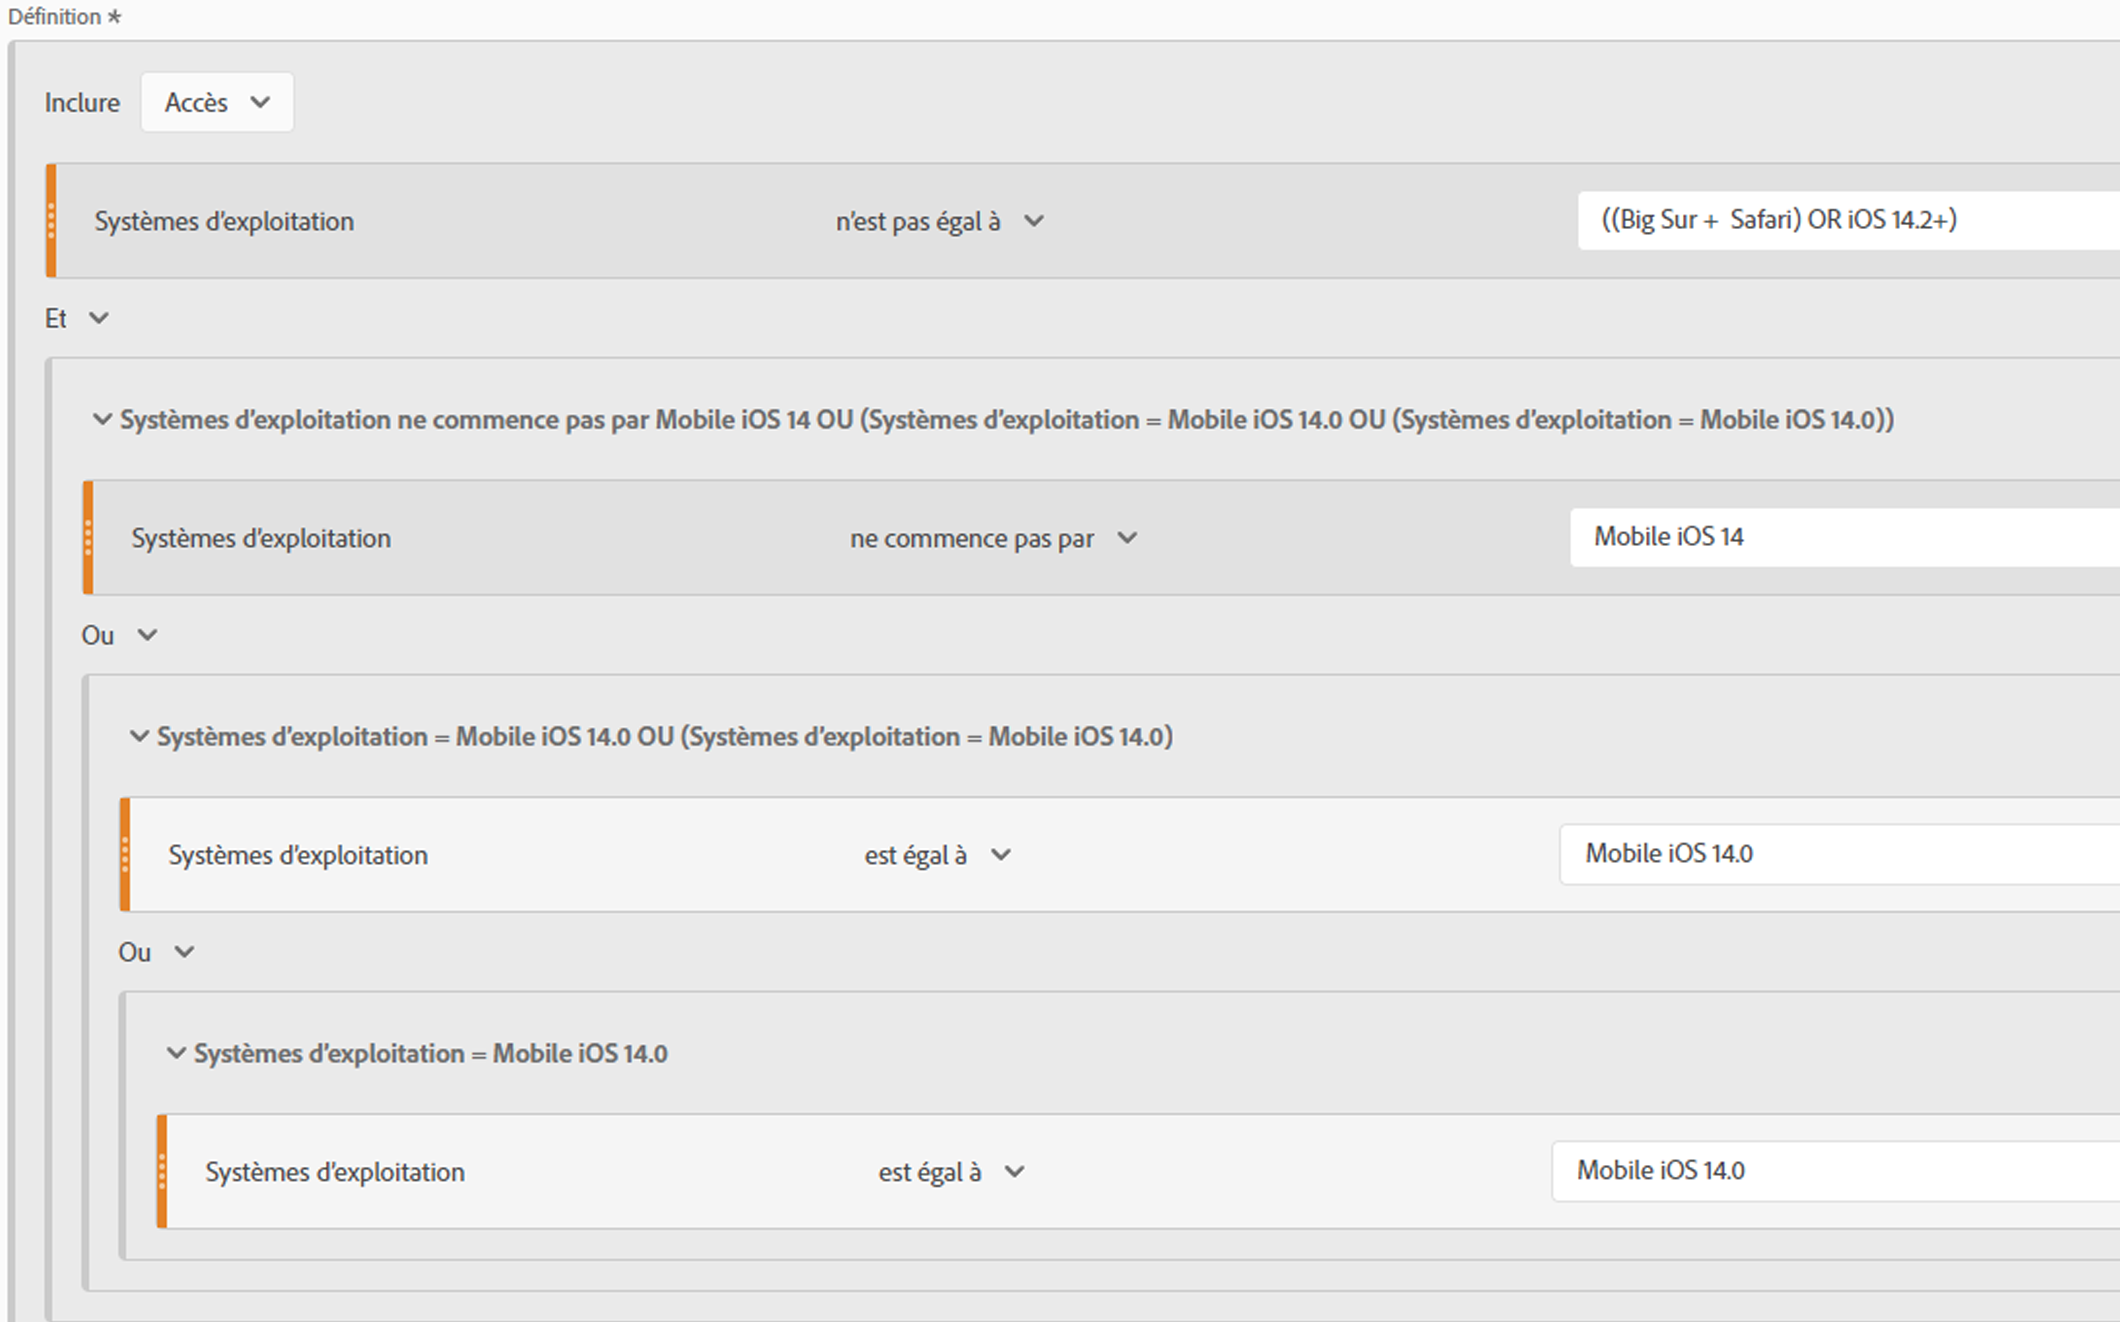 Définition *
Inclure Accès
Systèmes d’exploitation n’est pas égal à ((Big Sur +  Safari) OR iOS 14.2+)
Et
Systèmes d’exploitation ne commence pas par Mobile iOS 14 OU (Systèmes d’exploitation = Mobile iOS 14.0 OU (Systèmes d’exploitation = Mobile iOS 14.0))
Systèmes d’exploitation ne commence pas par Mobile iOS 14
Ou
Systèmes d’exploitation = Mobile iOS 14.0 OU (Systèmes d’exploitation = Mobile iOS 14.0)
Systèmes d’exploitation est égal à Mobile iOS 14.0
Ou
Systèmes d’exploitation = Mobile iOS 14.0
Systèmes d’exploitation est égal à Mobile iOS 14.0